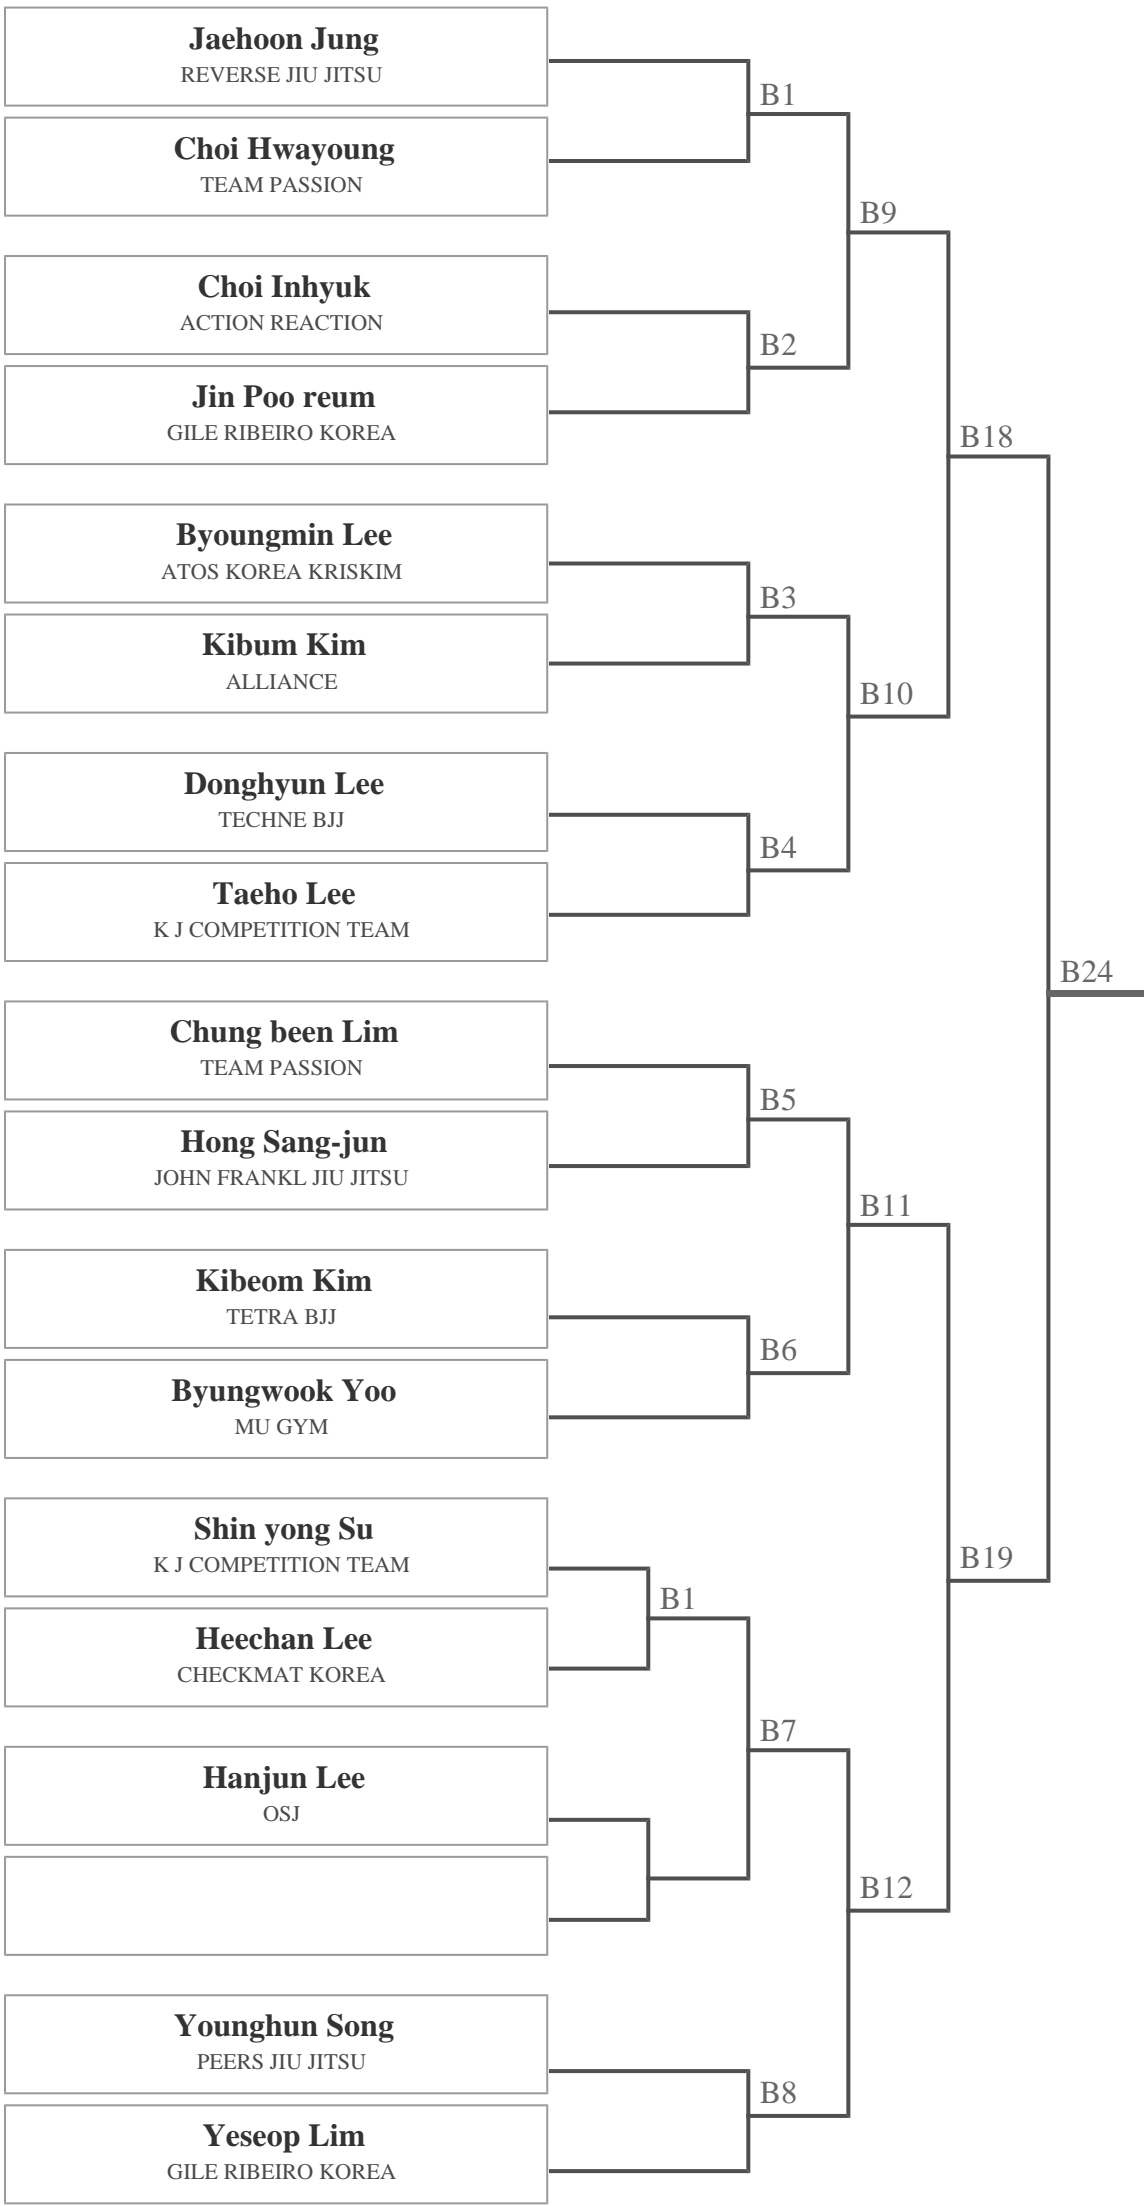 Jaehoon Jung
REVERSE JIU JITSU
B1
Choi Hwayoung
TEAM PASSION
B9
Choi Inhyuk
ACTION REACTION
B2
Jin Poo reum
GILE RIBEIRO KOREA
B18
Byoungmin Lee
ATOS KOREA KRISKIM
B3
Kibum Kim
ALLIANCE
B10
Donghyun Lee
TECHNE BJJ
B4
Taeho Lee
K J COMPETITION TEAM
B24
Chung been Lim
TEAM PASSION
B5
Hong Sang-jun
JOHN FRANKL JIU JITSU
B11
Kibeom Kim
TETRA BJJ
B6
Byungwook Yoo
MU GYM
Shin yong Su
K J COMPETITION TEAM
B19
B1
Heechan Lee
CHECKMAT KOREA
B7
Hanjun Lee
OSJ
B12
Younghun Song
PEERS JIU JITSU
B8
Yeseop Lim
GILE RIBEIRO KOREA